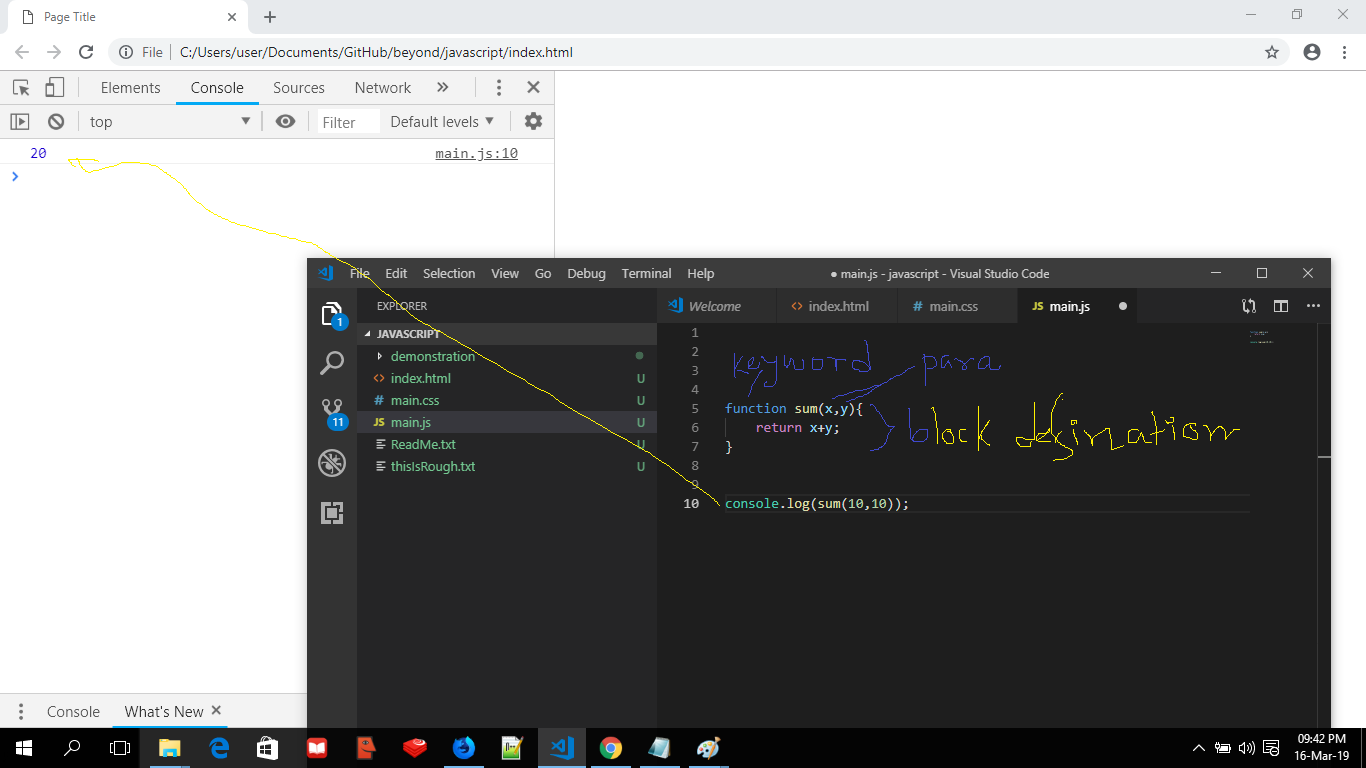 Page Title
File C:/Users/user/Documents/GitHub/beyond/javascript/index.html
Elements Console Sources Network
top Filter Default levels
20 main.js:10
File Edit Selection View Go Debug Terminal Help
● main.js - javascript - Visual Studio Code
EXPLORER
Welcome
<> index.html
# main.css
JS main.js
1
JAVASCRIPT
demonstration
<> index.html U
# main.css U
JS main.js U
ReadMe.txt U
thisIsRough.txt U
11
1
2
3
4
keyword para
5 function sum(x,y){
6 return x+y;
7 }
block
8
9
10 console.log(sum(10,10));
Console What's New
09:42 PM
16-Mar-19